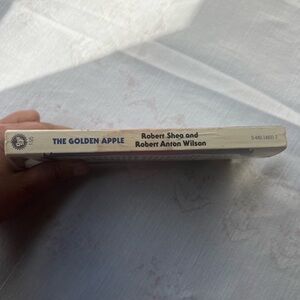 THE GOLDEN APPLE
Robert Shea and
Robert Anton Wilson